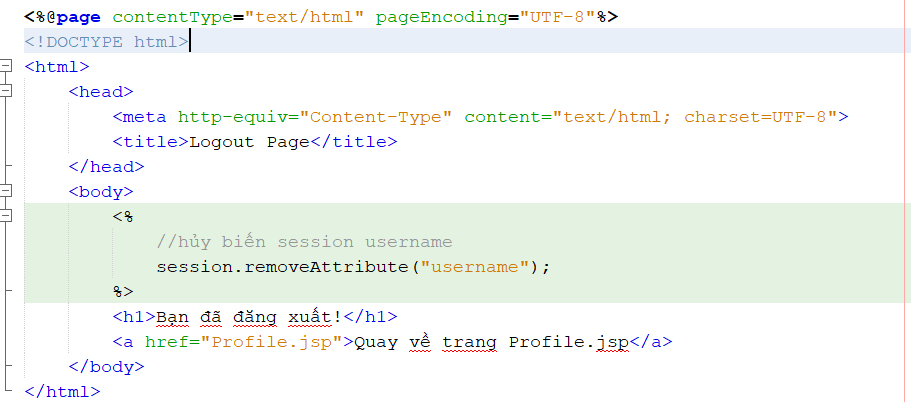 <%@page contentType="text/html" pageEncoding="UTF-8"%>
<!DOCTYPE html>
<html>
    <head>
        <meta http-equiv="Content-Type" content="text/html; charset=UTF-8">
        <title>Logout Page</title>
    </head>
    <body>
        <%
            //hủy biến session username
            session.removeAttribute("username");
        %>
        <h1>Bạn đã đăng xuất!</h1>
        <a href="Profile.jsp">Quay về trang Profile.jsp</a>
    </body>
</html>